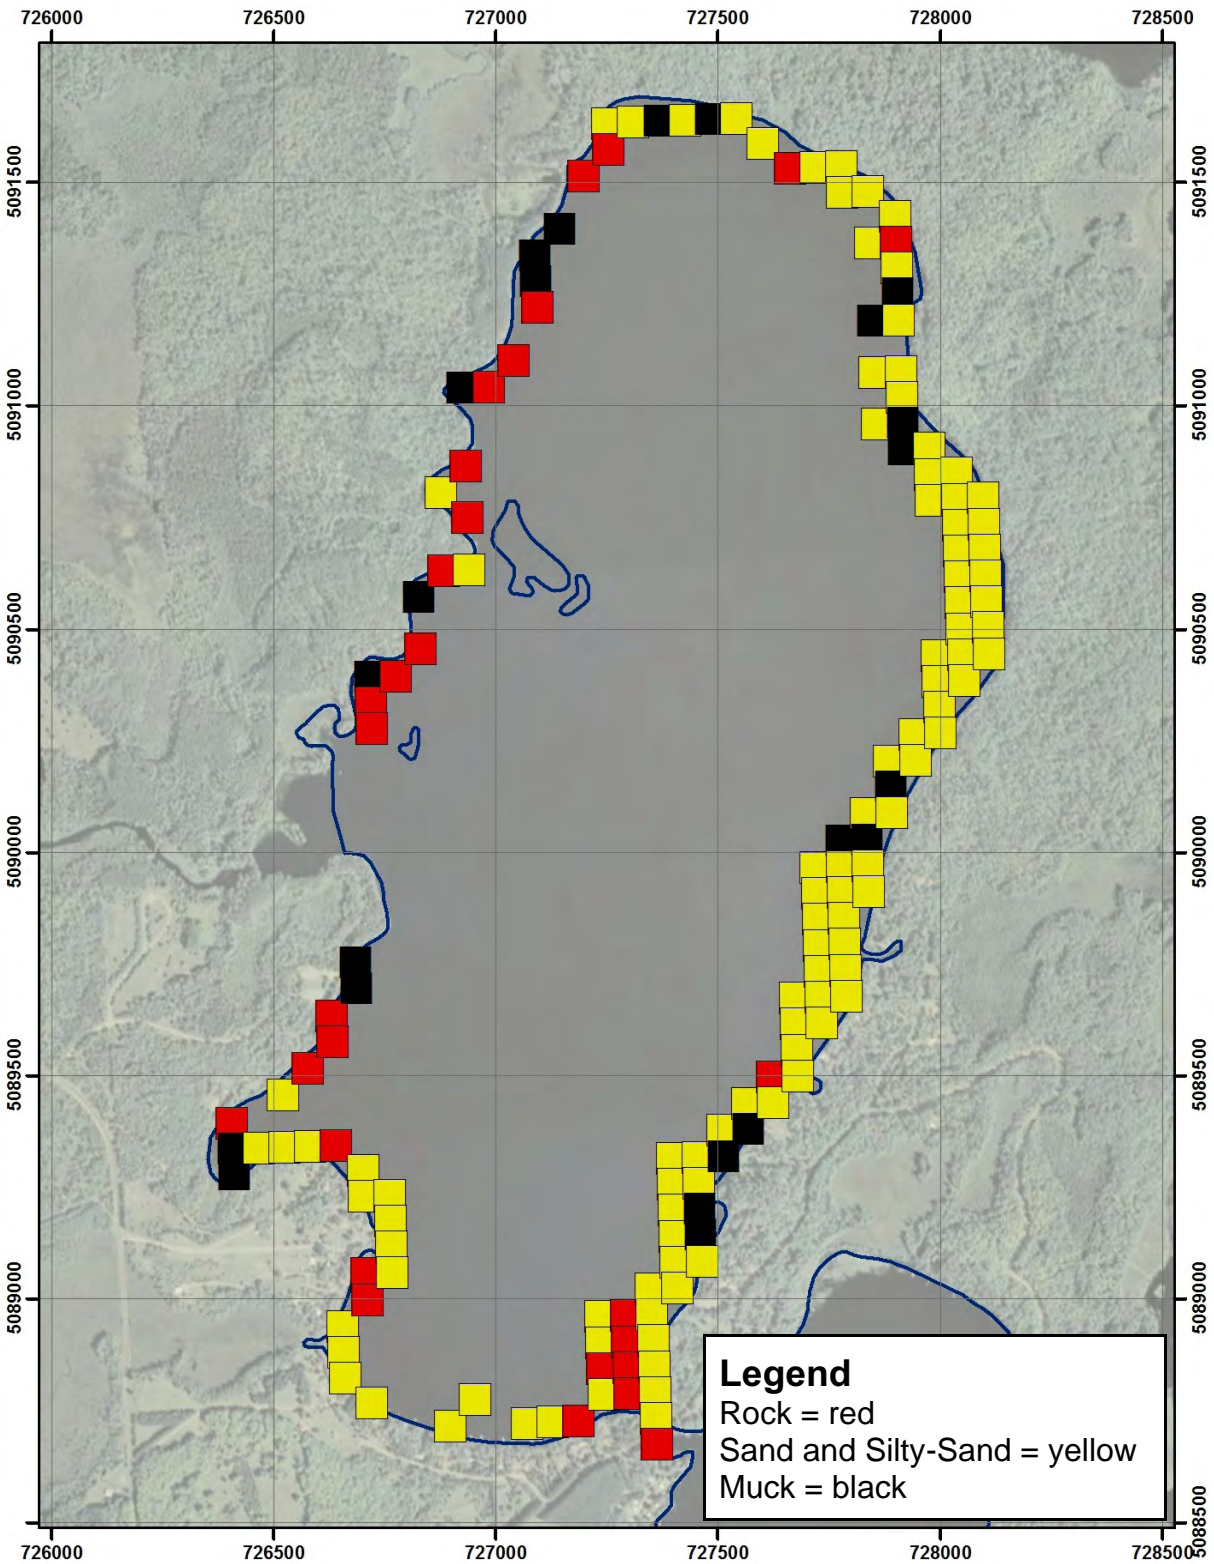 726000 726500 727000 727500 728000 728500
5091500 5091500
5091000 5091000
5090500 5090500
5090000 5090000
5089500 5089500
5089000 5089000
Legend
Rock = red
Sand and Silty-Sand = yellow
Muck = black
5088500 5088500
726000 726500 727000 727500 728000 728500